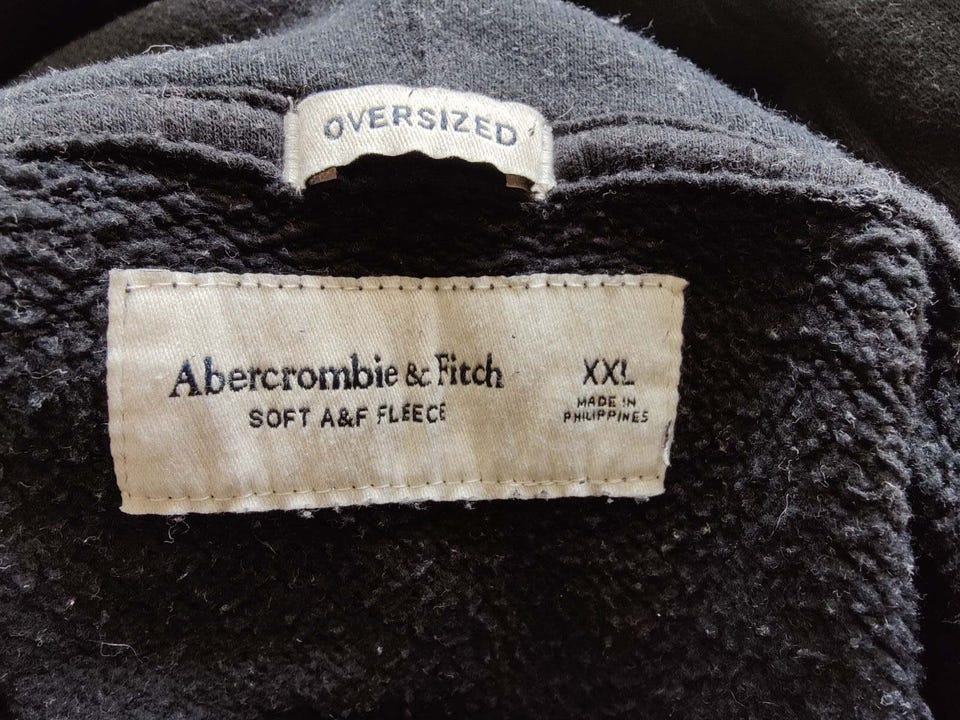 OVERSIZED
Abercrombie & Fitch
SOFT A&F FLEECE
XXL
MADE IN
PHILIPPINES